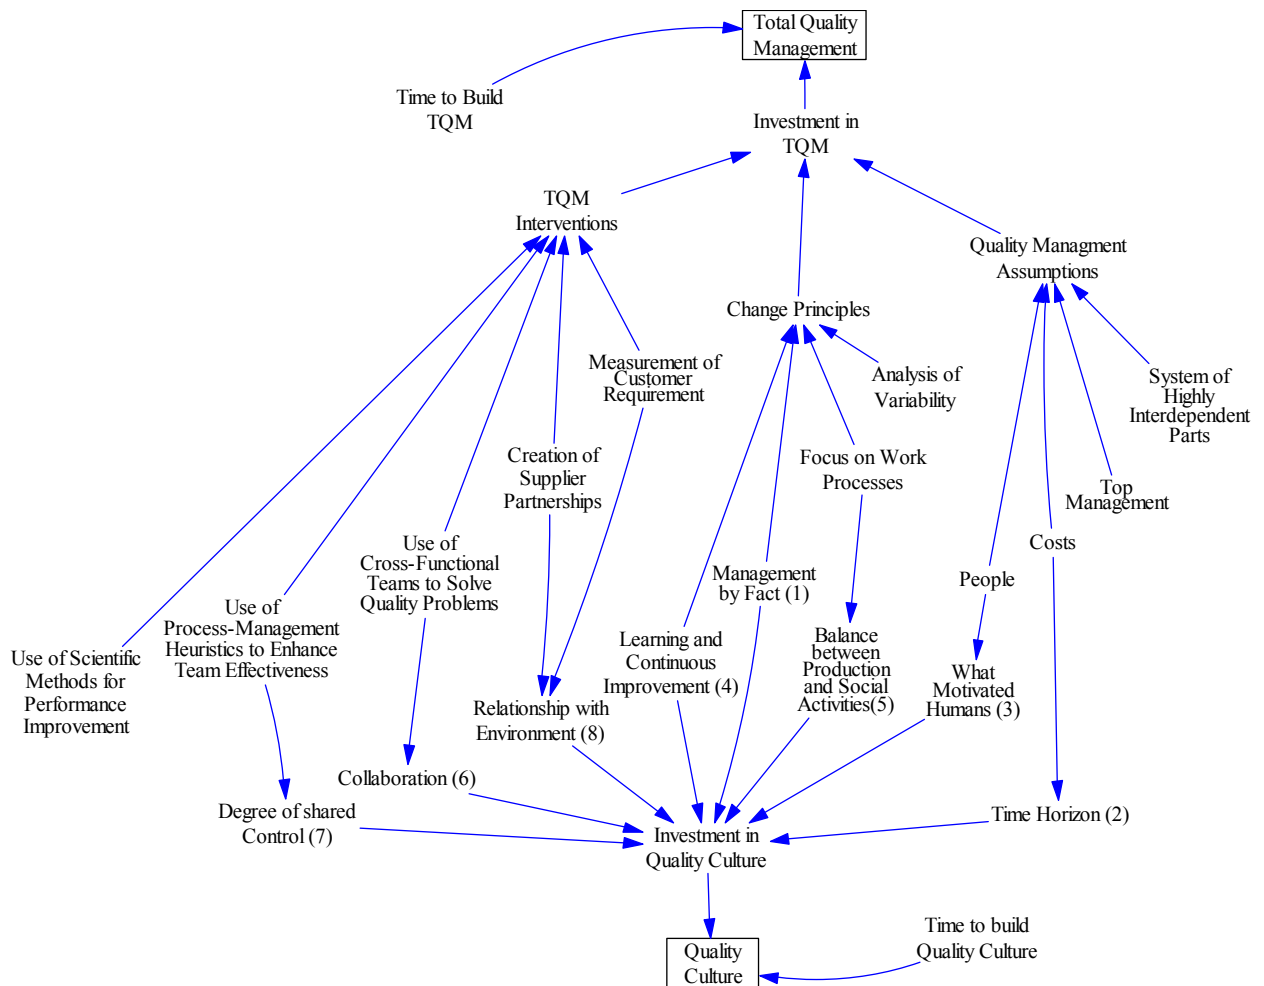 Total Quality
Management
Time to Build
TQM
Investment in
TQM
TQM
Interventions
Quality Managment
Assumptions
Change Principles
Measurement of
Customer
Requirement
Analysis of
Variability
System of
Highly
Interdependent
Parts
Creation of
Supplier
Partnerships
Focus on Work
Processes
Top
Management
Use of
Cross-Functional
Teams to Solve
Quality Problems
Costs
Management
by Fact (1)
People
Use of
Process-Management
Heuristics to Enhance
Team Effectiveness
Use of Scientific
Methods for
Performance
Improvement
Learning and
Continuous
Improvement (4)
Balance
between
Production
and Social
Activities(5)
What
Motivated
Humans (3)
Relationship with
Environment (8)
Collaboration (6)
Degree of shared
Control (7)
Time Horizon (2)
Investment in
Quality Culture
Time to build
Quality Culture
Quality
Culture